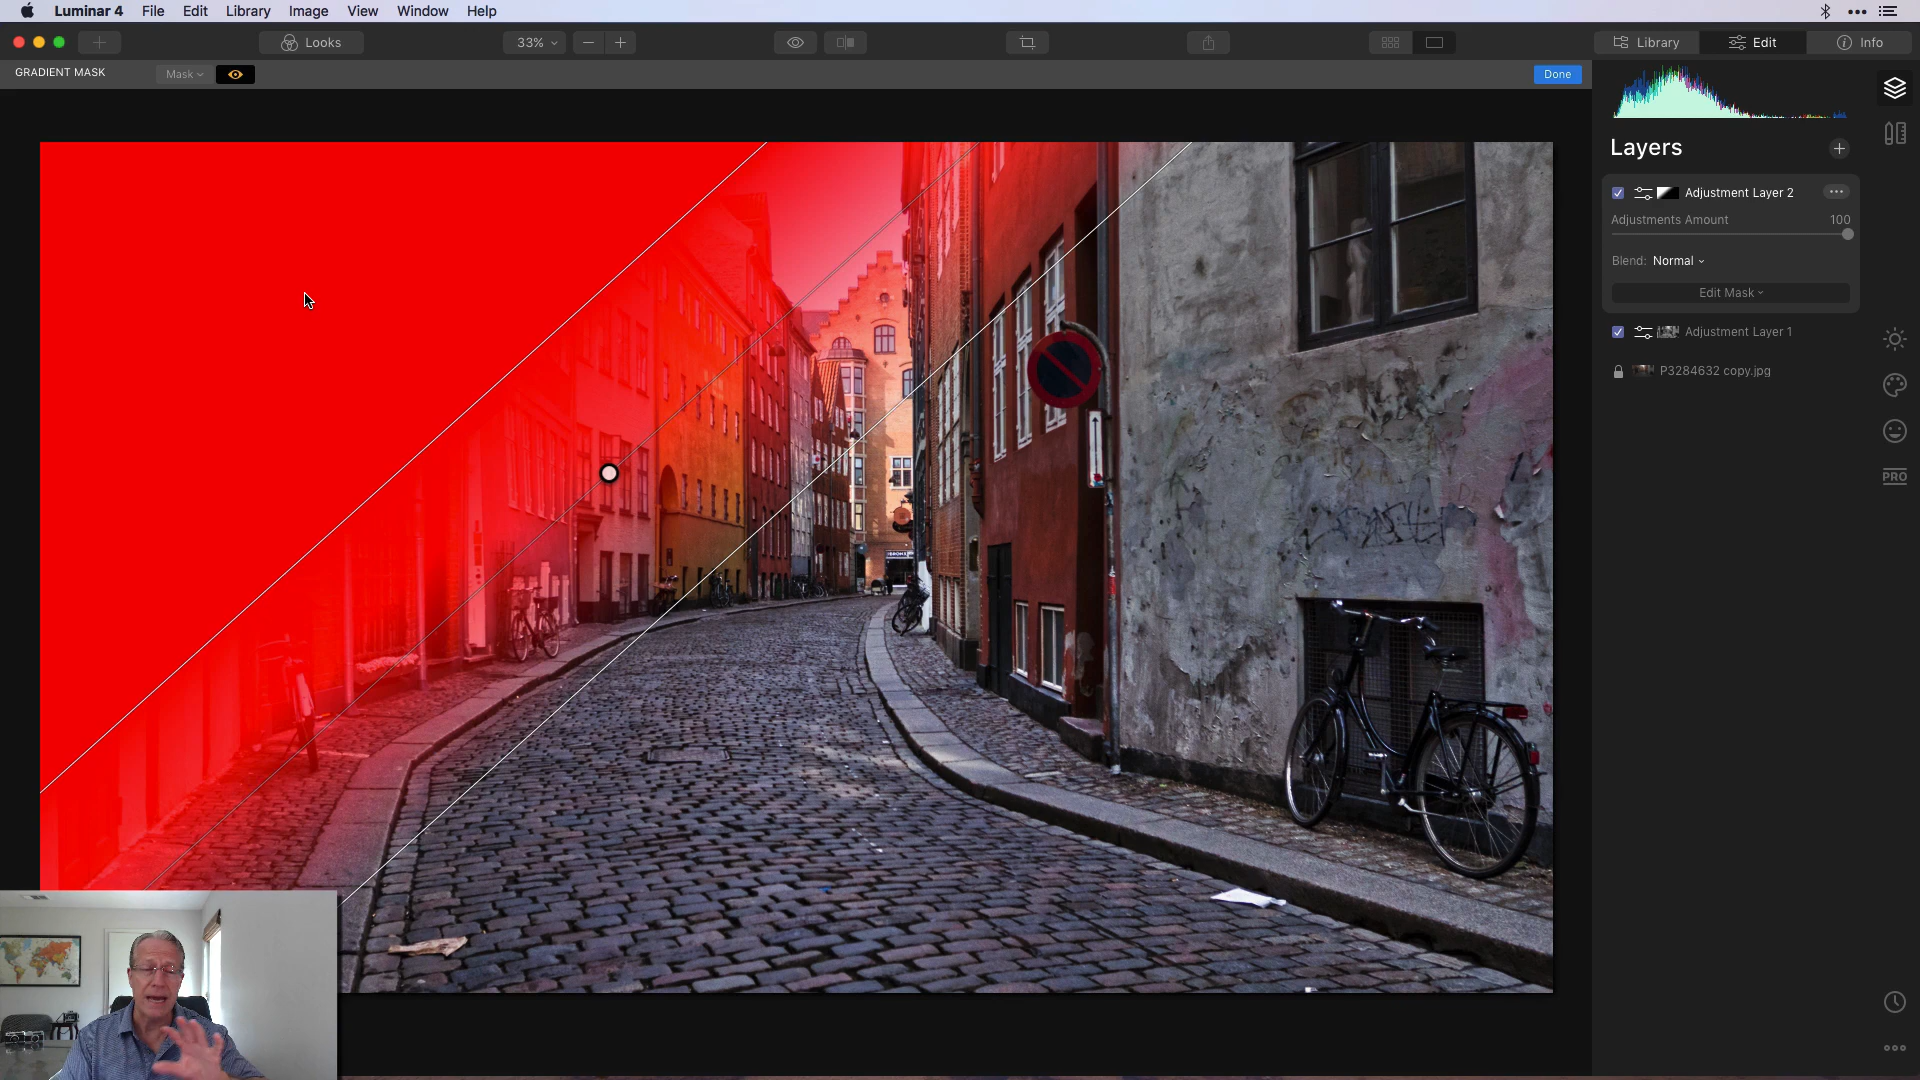 Luminar 4 File Edit Library Image View Window Help
Looks 33% Library Edit Info
GRADIENT MASK Mask Done
Layers
Adjustment Layer 2
Adjustments Amount 100
Blend: Normal
Edit Mask
Adjustment Layer 1
P3284632 copy.jpg
PRO